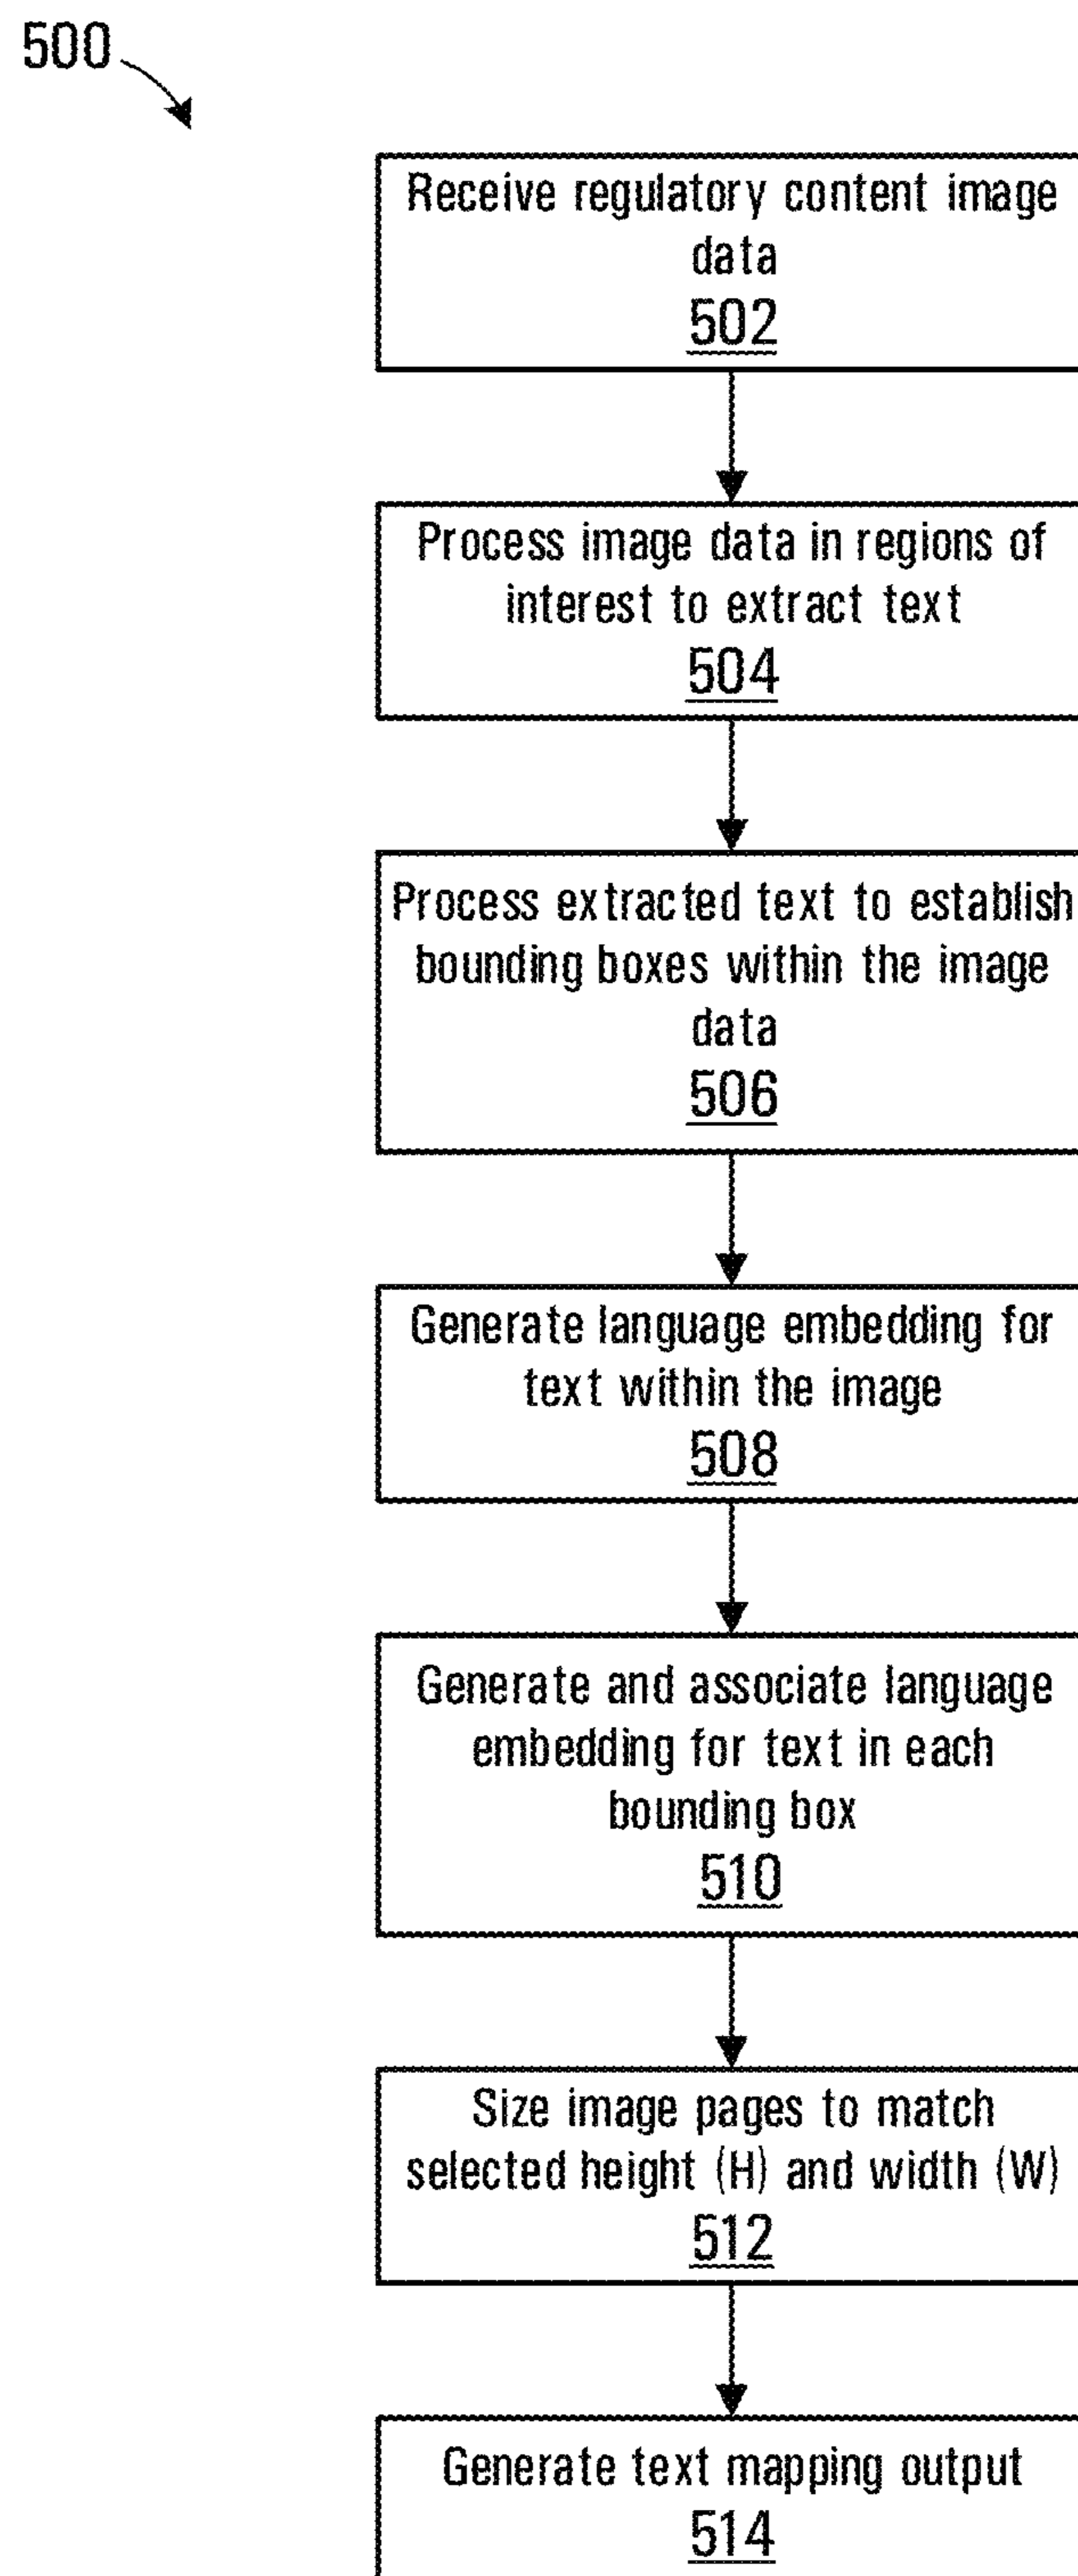 500
Receive regulatory content image
data
502
Process image data in regions of
interest to extract text
504
Process extracted text to establish
bounding boxes within the image
data
506
Generate language embedding for
text within the image
508
Generate and associate language
embedding for text in each
bounding box
510
Size image pages to match
selected height (H) and width (W)
512
Generate text mapping output
514